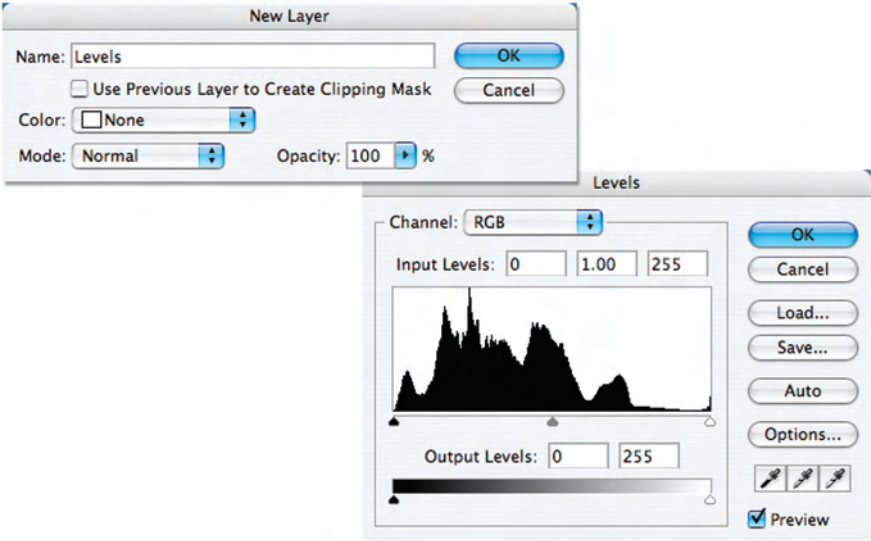 New Layer
Name: Levels
OK
Use Previous Layer to Create Clipping Mask
Cancel
Color: None
Mode: Normal
Opacity: 100 %
Levels
Channel: RGB
OK
Input Levels: 0 1.00 255
Cancel
Load...
Save...
Auto
Options...
Output Levels: 0 255
Preview